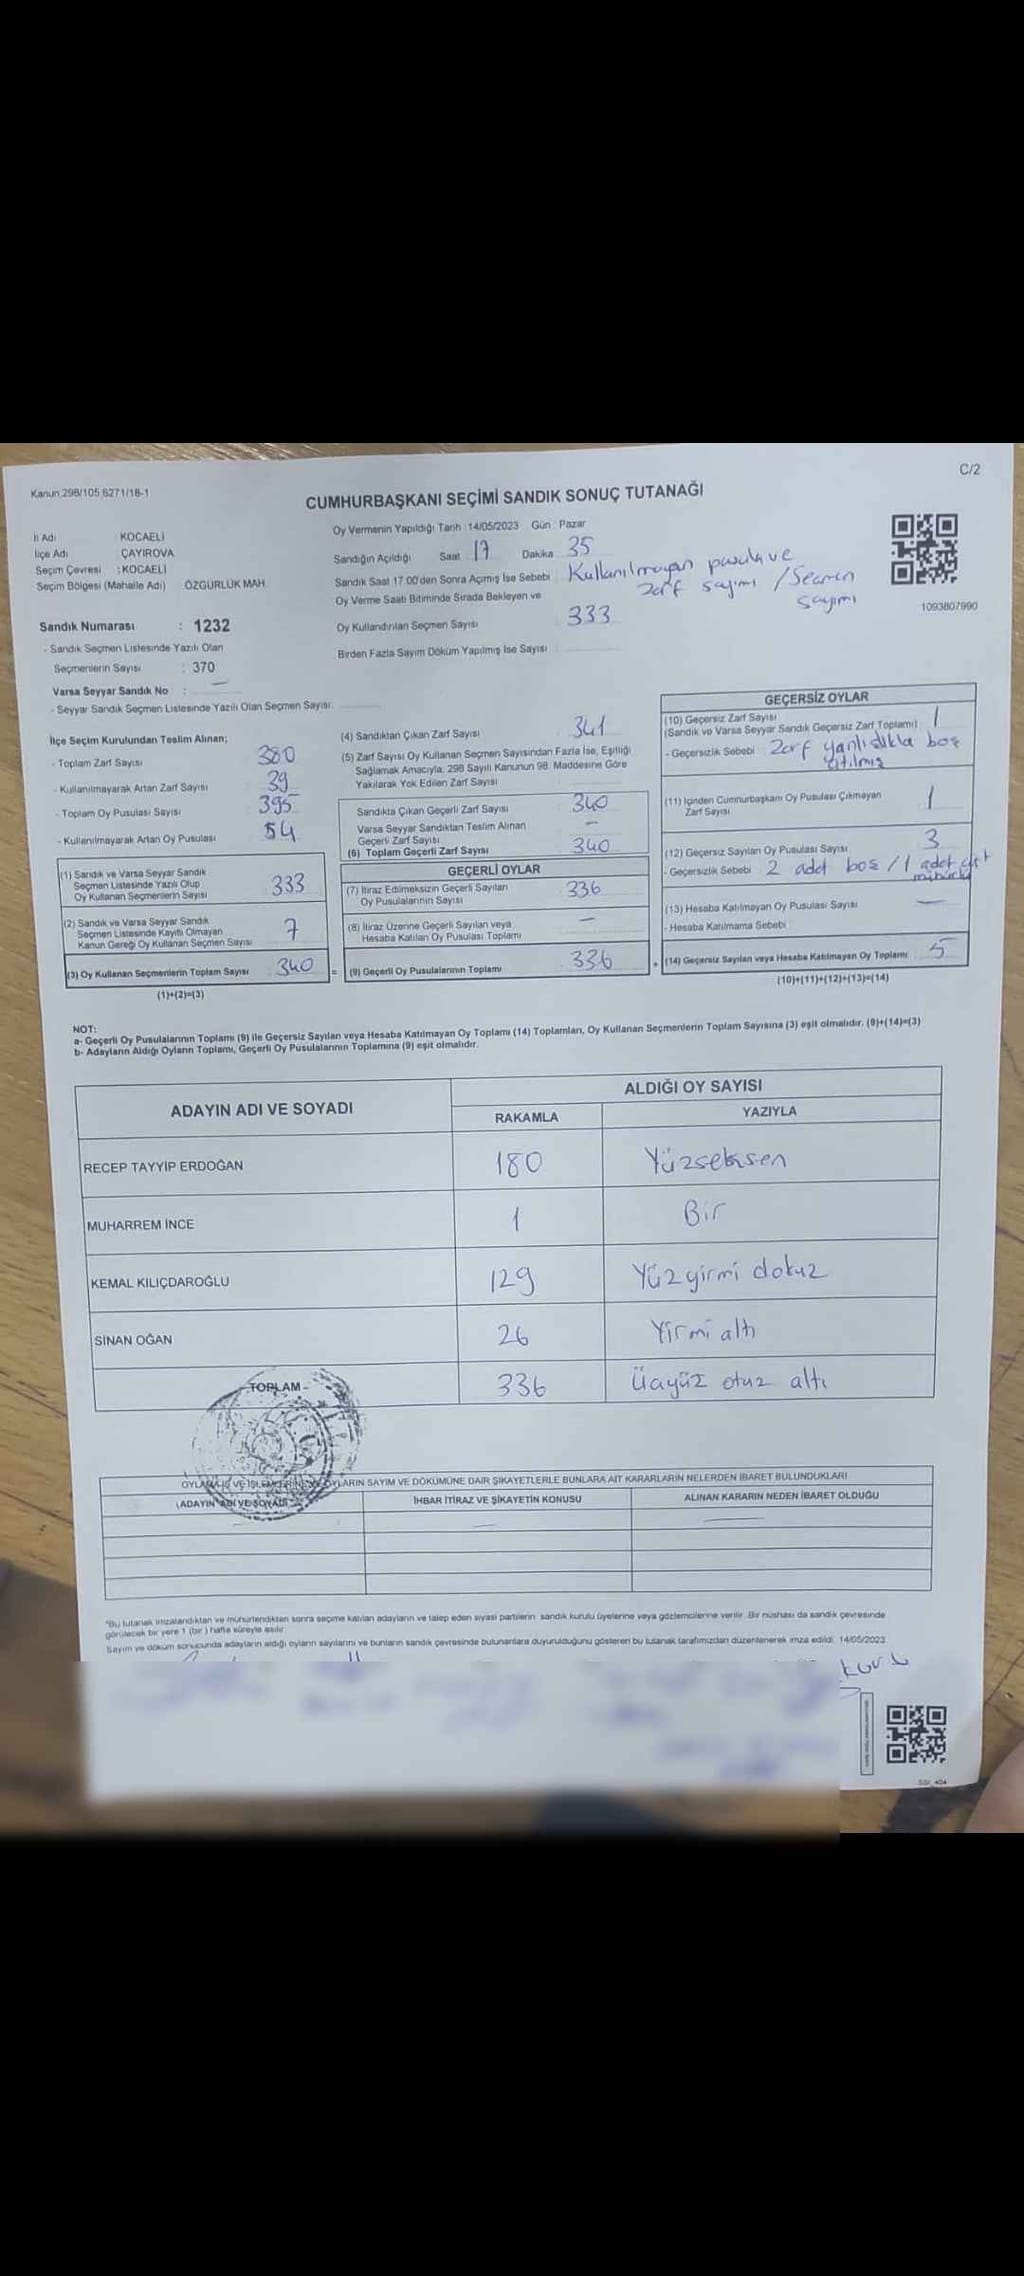 Kanun:298/105,6271/18-1
C/2
CUMHURBAŞKANI SEÇİMİ SANDIK SONUÇ TUTANAĞI
İl Adı : KOCAELİ
İlçe Adı : ÇAYIROVA
Seçim Çevresi : KOCAELİ
Seçim Bölgesi (Mahalle Adı) ÖZGÜRLÜK MAH.
Sandık Numarası : 1232
- Sandık Seçmen Listesinde Yazılı Olan
Seçmenlerin Sayısı : 370
Varsa Seyyar Sandık No : —
- Seyyar Sandık Seçmen Listesinde Yazılı Olan Seçmen Sayısı:
Oy Vermenin Yapıldığı Tarih : 14/05/2023 Gün : Pazar
Sandığın Açıldığı Saat 17 Dakika 35
Sandık Saat 17.00'den Sonra Açımış İse Sebebi : Kullanılmayan pusula ve
zarf sayımı / Seçmen
sayımı
Oy Verme Saati Bitiminde Sırada Bekleyen ve
Oy Kullandırılan Seçmen Sayısı 333
Birden Fazla Sayım Döküm Yapılmış İse Sayısı :
1093807990
İlçe Seçim Kurulundan Teslim Alınan;
- Toplam Zarf Sayısı 380
- Kullanılmayarak Artan Zarf Sayısı 39
- Toplam Oy Pusulası Sayısı 395
- Kullanılmayarak Artan Oy Pusulası 54
(1) Sandık ve Varsa Seyyar Sandık
Seçmen Listesinde Yazılı Olup
Oy Kullanan Seçmenlerin Sayısı 333
(2) Sandık ve Varsa Seyyar Sandık
Seçmen Listesinde Kayıtlı Olmayan
Kanun Gereği Oy Kullanan Seçmen Sayısı 7
(3) Oy Kullanan Seçmenlerin Toplam Sayısı 340
(1)+(2)=(3)
(4) Sandıktan Çıkan Zarf Sayısı 341
(5) Zarf Sayısı Oy Kullanan Seçmen Sayısından Fazla İse, Eşitliği
Sağlamak Amacıyla; 298 Sayılı Kanunun 98. Maddesine Göre
Yakılarak Yok Edilen Zarf Sayısı
Sandıkta Çıkan Geçerli Zarf Sayısı 340
Varsa Seyyar Sandıktan Teslim Alınan
Geçerli Zarf Sayısı —
(6) Toplam Geçerli Zarf Sayısı 340
GEÇERLİ OYLAR
(7) İtiraz Edilmeksizin Geçerli Sayılan
Oy Pusulalarının Sayısı 336
(8) İtiraz Üzerine Geçerli Sayılan veya
Hesaba Katılan Oy Pusulası Toplamı —
= (9) Geçerli Oy Pusulalarının Toplamı 336
GEÇERSİZ OYLAR
(10) Geçersiz Zarf Sayısı
(Sandık ve Varsa Seyyar Sandık Geçersiz Zarf Toplamı) 1
- Geçersizlik Sebebi Zarf yanlışlıkla boş
atılmış
(11) İçinden Cumhurbaşkanı Oy Pusulası Çıkmayan
Zarf Sayısı 1
(12) Geçersiz Sayılan Oy Pusulası Sayısı 3
- Geçersizlik Sebebi 2 adet boş / 1 adet çift
mühürlü
(13) Hesaba Katılmayan Oy Pusulası Sayısı —
- Hesaba Katılmama Sebebi
+ (14) Geçersiz Sayılan veya Hesaba Katılmayan Oy Toplamı 5
(10)+(11)+(12)+(13)=(14)
NOT:
a- Geçerli Oy Pusulalarının Toplamı (9) ile Geçersiz Sayılan veya Hesaba Katılmayan Oy Toplamı (14) Toplamları, Oy Kullanan Seçmenlerin Toplam Sayısına (3) eşit olmalıdır. (9)+(14)=(3)
b- Adayların Aldığı Oyların Toplamı, Geçerli Oy Pusulalarının Toplamına (9) eşit olmalıdır.
ADAYIN ADI VE SOYADI
ALDIĞI OY SAYISI
RAKAMLA YAZIYLA
RECEP TAYYİP ERDOĞAN 180 Yüzseksen
MUHARREM İNCE 1 Bir
KEMAL KILIÇDAROĞLU 129 Yüzyirmi dokuz
SİNAN OĞAN 26 Yirmi altı
TOPLAM 336 Üçyüz otuz altı
OYLAMA İŞ VE İŞLEMLERİNE VE OYLARIN SAYIM VE DÖKÜMÜNE DAİR ŞİKAYETLERLE BUNLARA AİT KARARLARIN NELERDEN İBARET BULUNDUKLARI
ADAYIN ADI VE SOYADI İHBAR İTİRAZ VE ŞİKAYETİN KONUSU ALINAN KARARIN NEDEN İBARET OLDUĞU
*Bu tutanak imzalandıktan ve mühürlendikten sonra seçime katılan adayların ve talep eden siyasi partilerin sandık kurulu üyelerine veya gözlemcilerine verilir. Bir nüshası da sandık çevresinde
görülecek bir yere 1 (bir) hafta süreyle asılır.
Sayım ve döküm sonucunda adayların aldığı oyların sayılarını ve bunların sandık çevresinde bulunanlara duyurulduğunu gösteren bu tutanak tarafımızdan düzenlenerek imza edildi. 14/05/2023